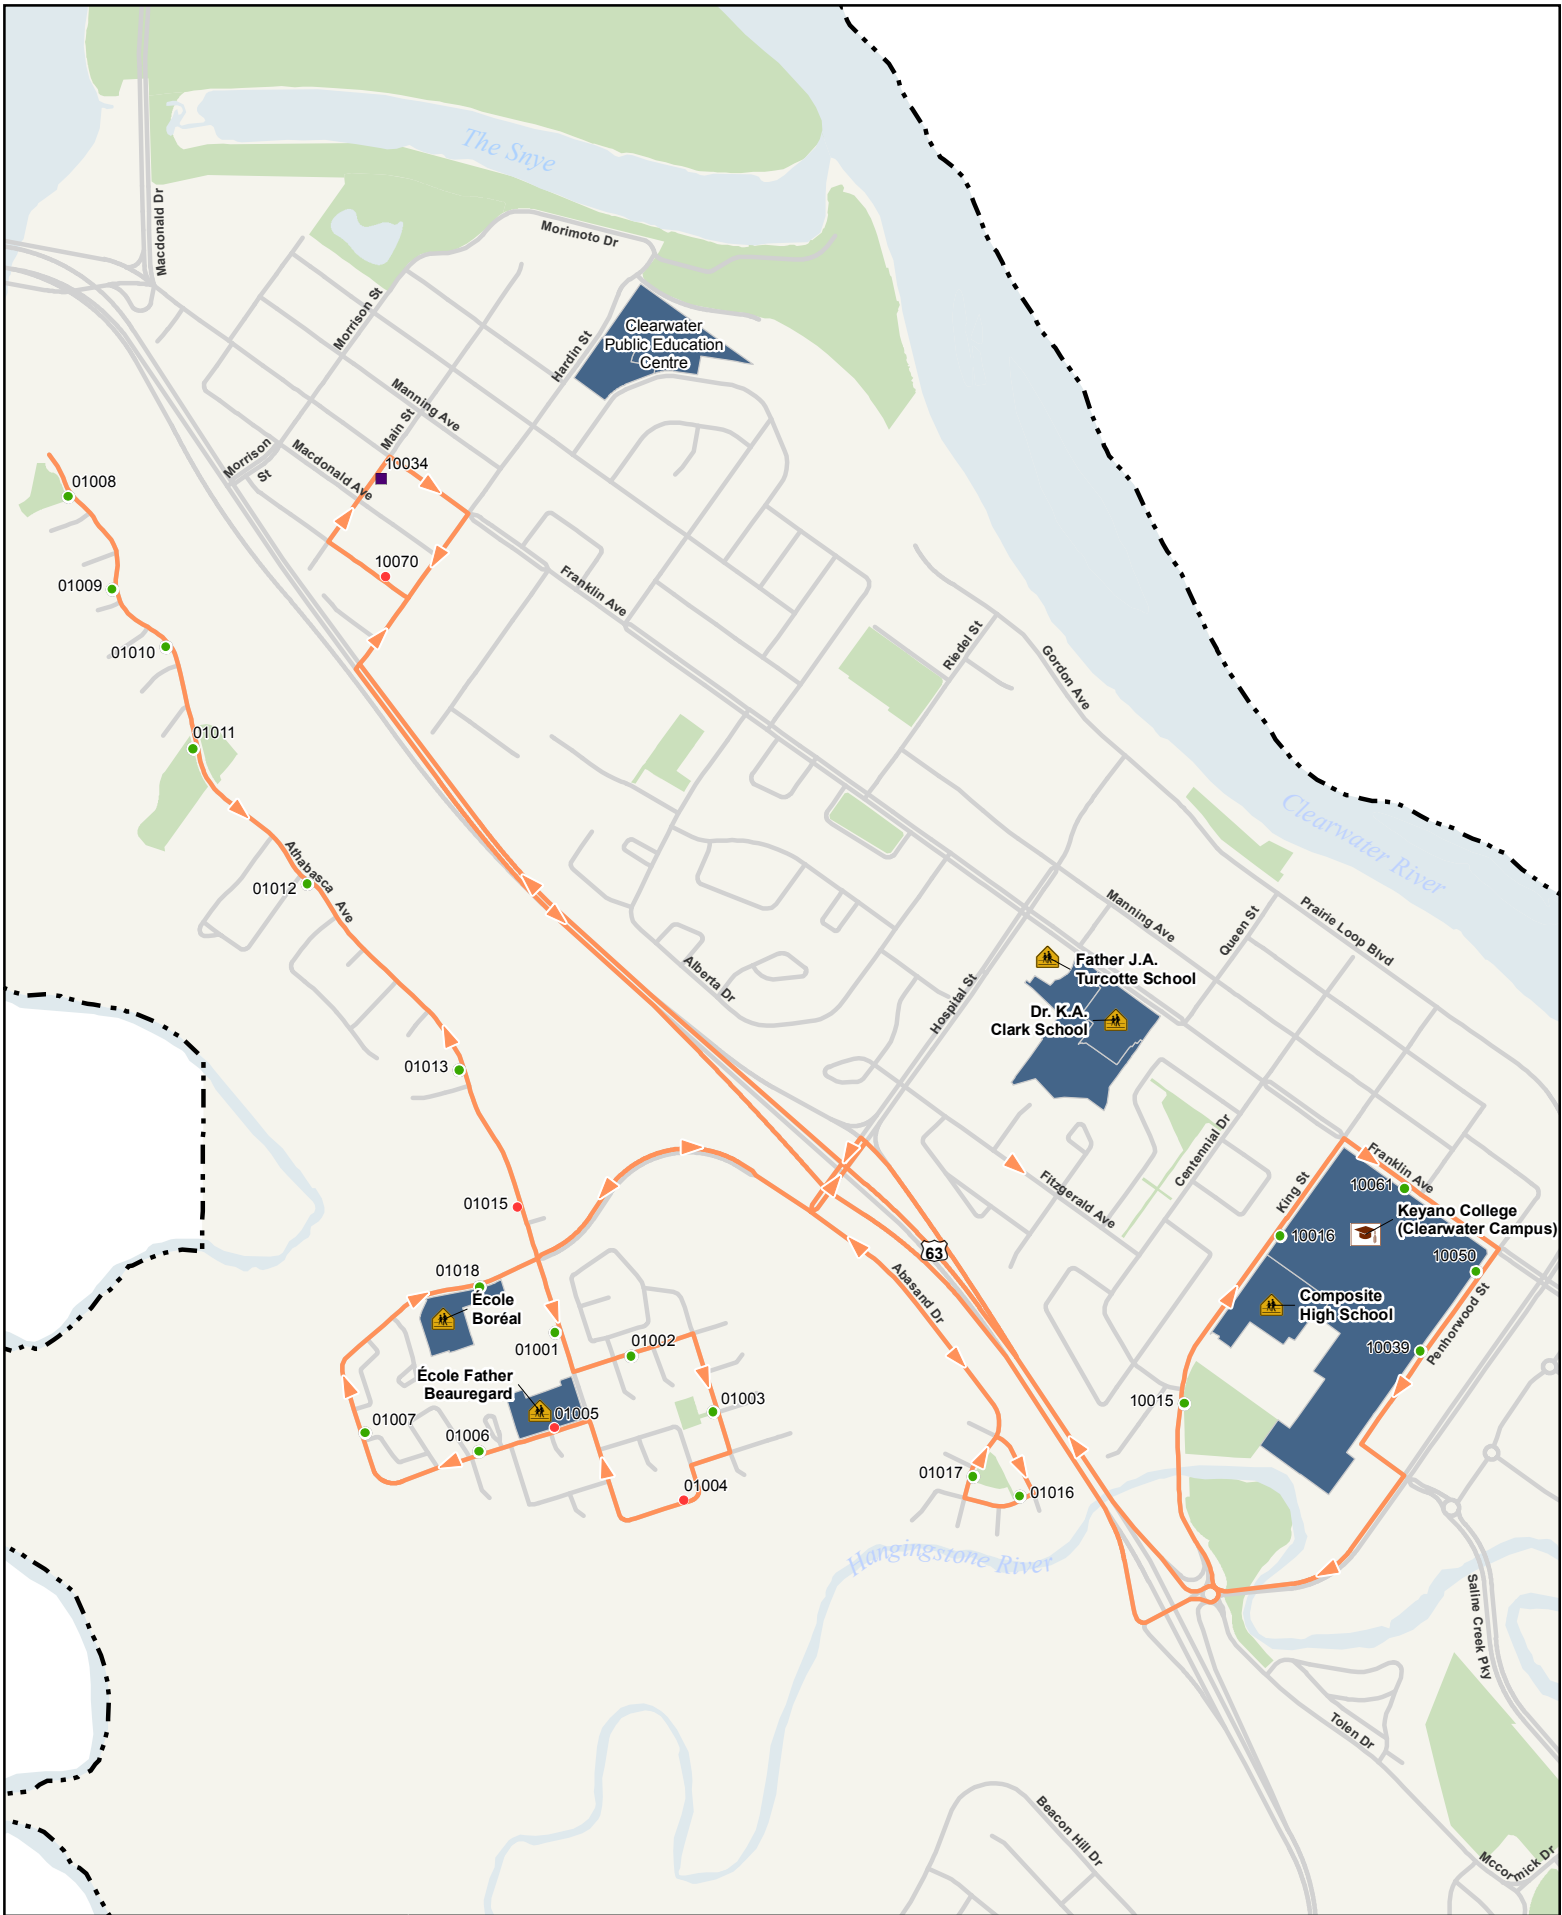 The Snye
Macdonald Dr
Morimoto Dr
Morrison St
Clearwater
Public Education
Centre
Hardin St
Manning Ave
Main St
Morrison
St
Macdonald Ave
10034
01008
10070
01009
Franklin Ave
01010
Riedel St
Gordon Ave
01011
Clearwater River
Athabasca
Ave
01012
Manning Ave
Queen St
Prairie Loop Blvd
Father J.A.
Turcotte School
Alberta Dr
Hospital St
Dr. K.A.
Clark School
01013
Centennial Dr
Fitzgerald Ave
King St
Franklin Ave
10061
01015
Keyano College
(Clearwater Campus)
10016
63
10050
01018
Abasand Dr
École
Boréal
Composite
High School
Penhorwood St
01001
01002
10039
École Father
Beauregard
01003
10015
01005
01007
01006
01017
01016
01004
Hangingstone River
Saline Creek Pky
Tolen Dr
Beacon Hill Dr
Mccormick Dr